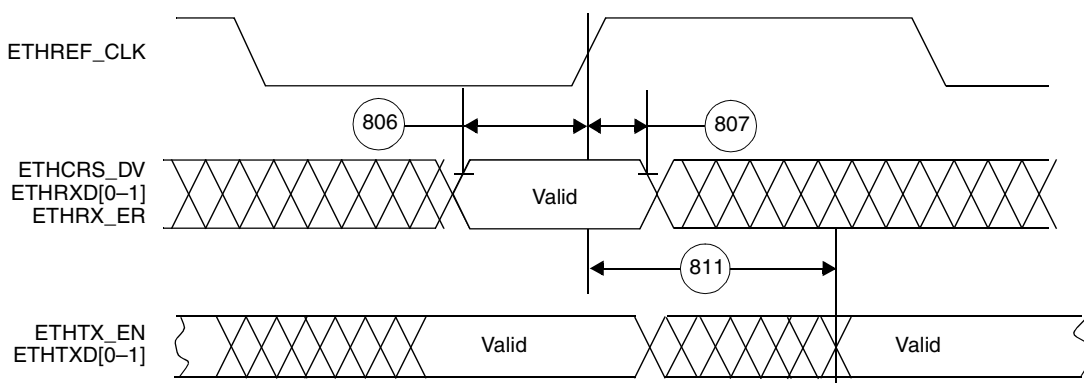 ETHREF_CLK
806
807
ETHCRS_DV
ETHRXD[0–1]
ETHRX_ER
Valid
811
ETHTX_EN
ETHTXD[0–1]
Valid
Valid